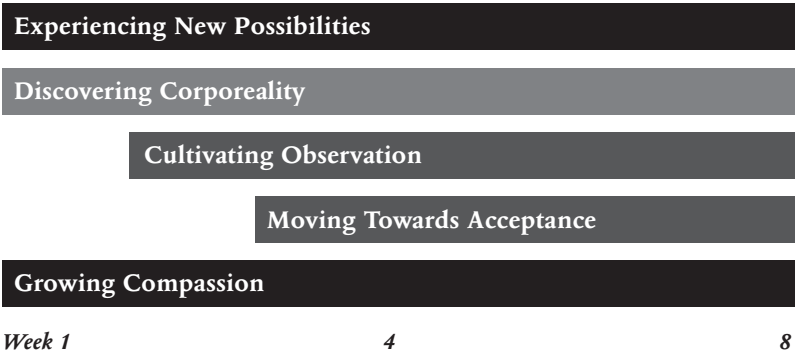 Experiencing New Possibilities
Discovering Corporeality
Cultivating Observation
Moving Towards Acceptance
Growing Compassion
Week 1 4 8